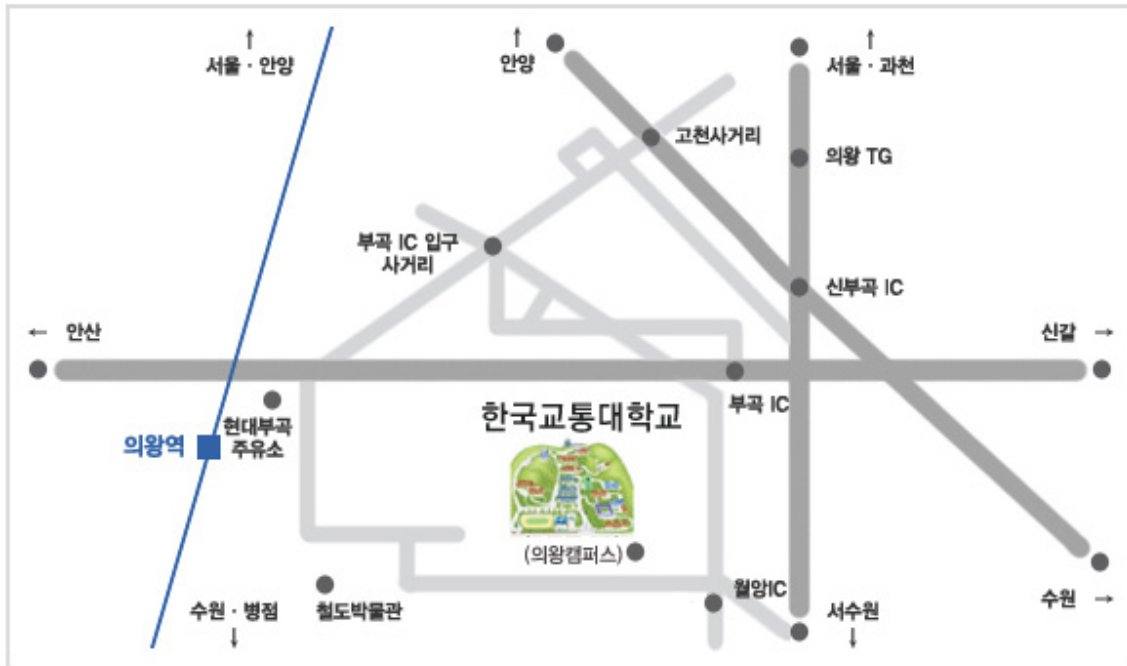 ↑
서울 · 안양
↑
안양
↑
서울 · 과천
고천사거리
의왕 TG
부곡 IC 입구
사거리
신부곡 IC
← 안산
신갈 →
한국교통대학교
부곡 IC
현대부곡
주유소
의왕역
(의왕캠퍼스)
월암IC
철도박물관
수원 · 병점
↓
서수원
↓
수원 →